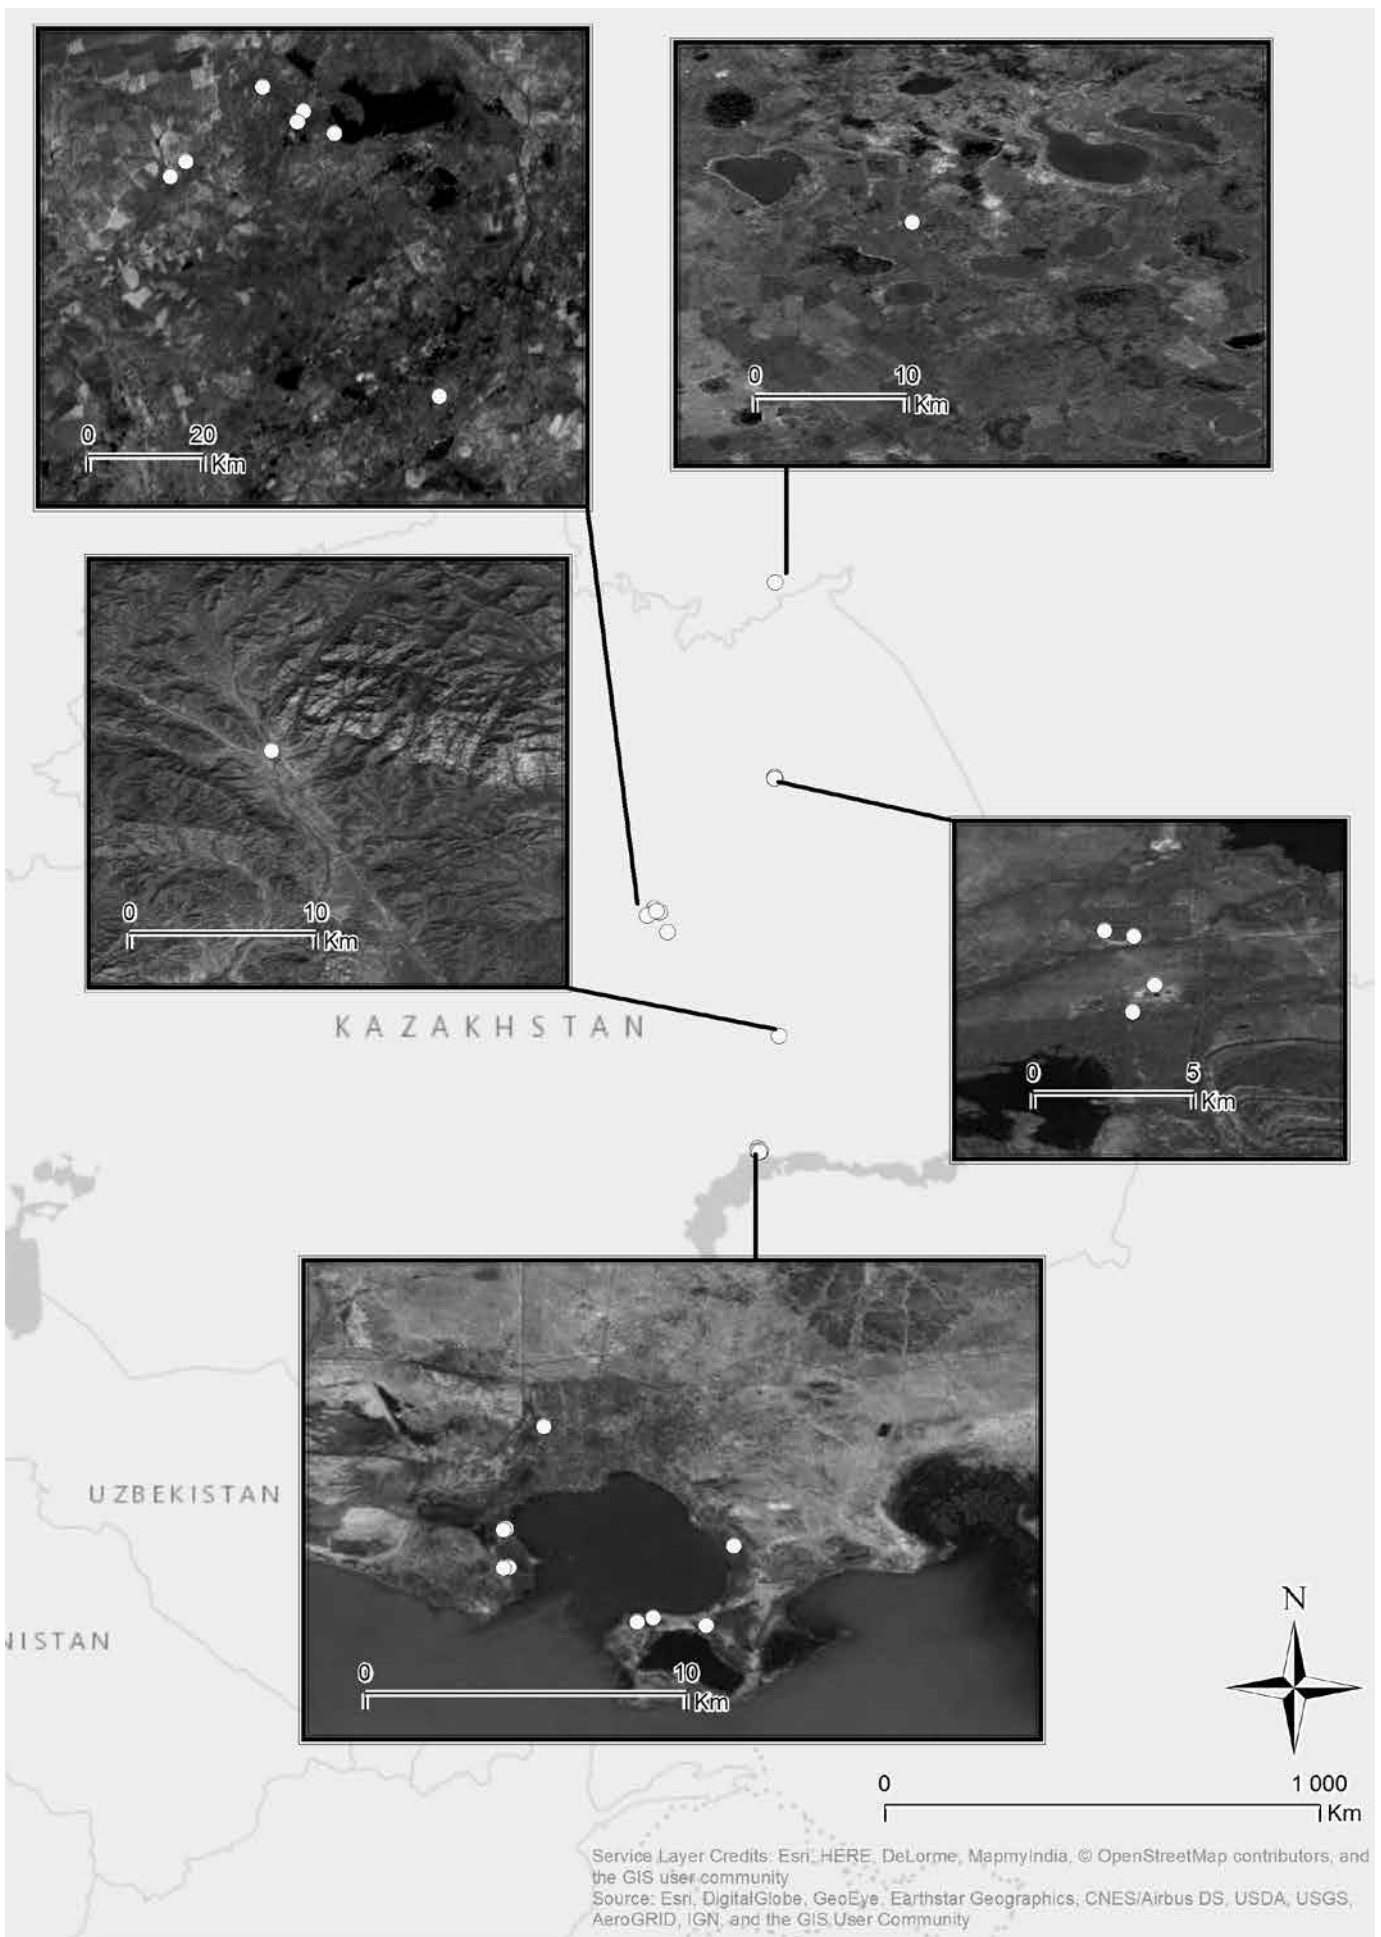 0 20
Km
0 10
Km
0 10
Km
0 5
Km
KAZAKHSTAN
UZBEKISTAN
NISTAN
0 10
Km
N
0 1 000
Km
Service Layer Credits: Esri, HERE, DeLorme, MapmyIndia, © OpenStreetMap contributors, and
the GIS user community
Source: Esri, DigitalGlobe, GeoEye, Earthstar Geographics, CNES/Airbus DS, USDA, USGS,
AeroGRID, IGN, and the GIS User Community